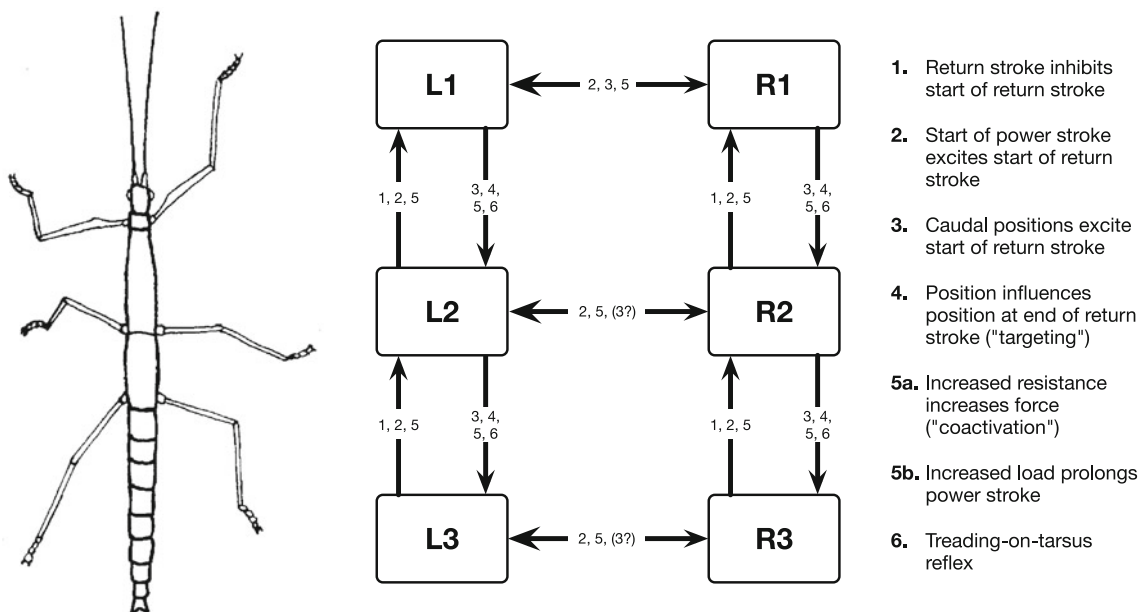 L1
2, 3, 5
R1
1, 2, 5
3, 4,
5, 6
1, 2, 5
3, 4,
5, 6
L2
2, 5, (3?)
R2
1, 2, 5
3, 4,
5, 6
1, 2, 5
3, 4,
5, 6
L3
2, 5, (3?)
R3
1. Return stroke inhibits
start of return stroke
2 Start of power stroke
excites start of return
stroke
3. Caudal positions excite
start of return stroke
4. Position influences
position at end of return
stroke ("targeting")
5a. Increased resistance
increases force
("coactivation")
5b. Increased load prolongs
power stroke
6. Treading-on-tarsus
reflex